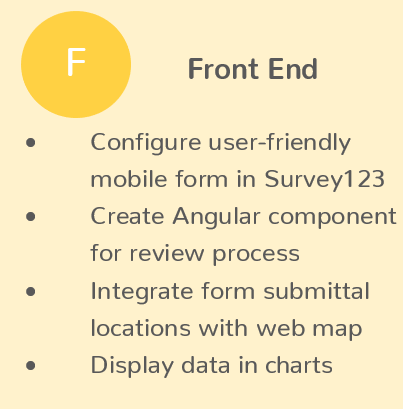 F
Front End
• Configure user-friendly
mobile form in Survey123
• Create Angular component
for review process
• Integrate form submittal
locations with web map
• Display data in charts